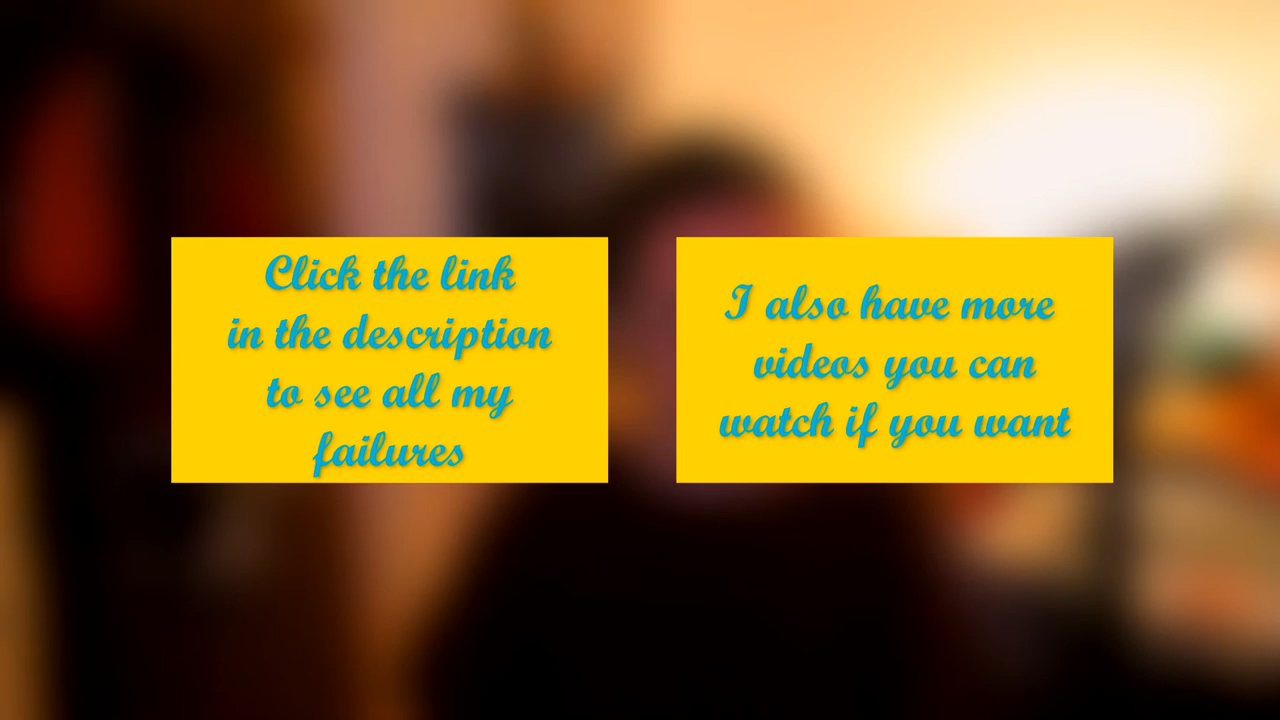 Click the link
in the description
to see all my
failures
I also have more
videos you can
watch if you want